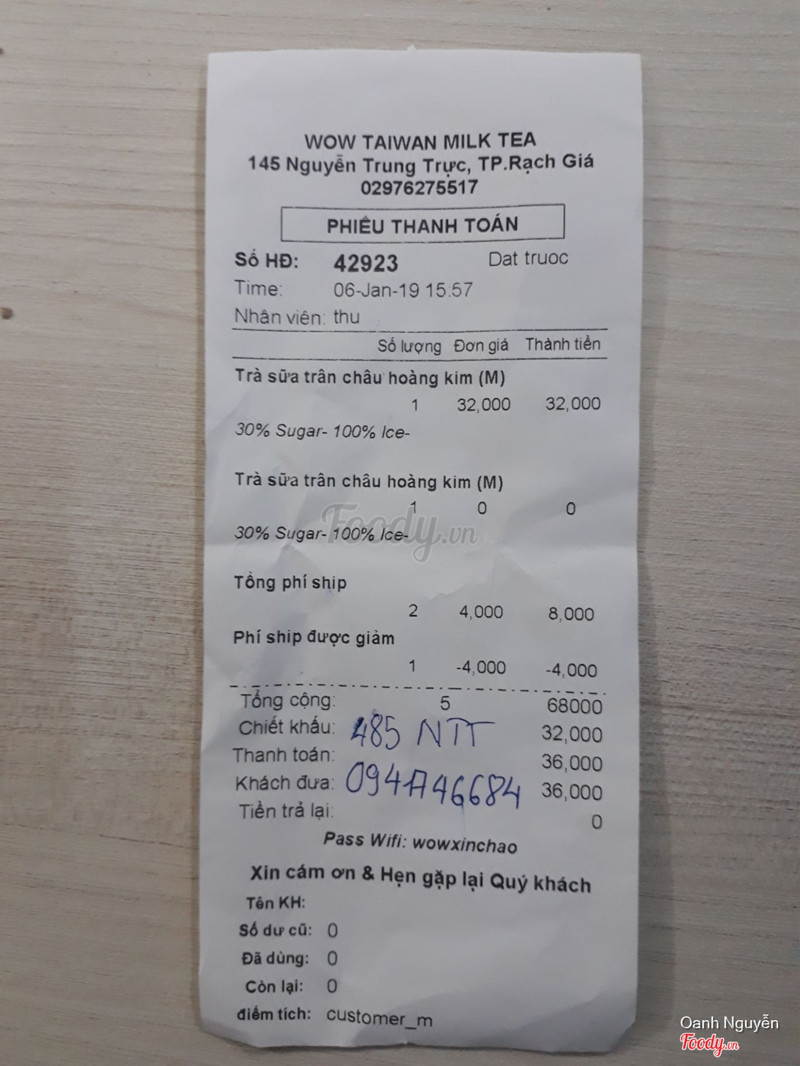 WOW TAIWAN MILK TEA
145 Nguyễn Trung Trực, TP.Rạch Giá
02976275517
PHIẾU THANH TOÁN
Số HĐ: 42923 Dat truoc
Time: 06-Jan-19 15:57
Nhân viên: thu
Số lượng Đơn giá Thành tiền
Trà sữa trân châu hoàng kim (M)
1 32,000 32,000
30% Sugar- 100% Ice-
Trà sữa trân châu hoàng kim (M)
1 0 0
Foody.vn
30% Sugar- 100% Ice-
Tổng phí ship
2 4,000 8,000
Phí ship được giảm
1 -4,000 -4,000
Tổng cộng: 5 68000
Chiết khấu: 485 NTT 32,000
Thanh toán: 36,000
Khách đưa: 36,000
Tiền trả lại: 0
Pass Wifi: wowxinchao
Xin cám ơn & Hẹn gặp lại Quý khách
Tên KH:
Số dư cũ: 0
Đã dùng: 0
Còn lại: 0
điểm tích: customer_m
Oanh Nguyễn
Foody.vn